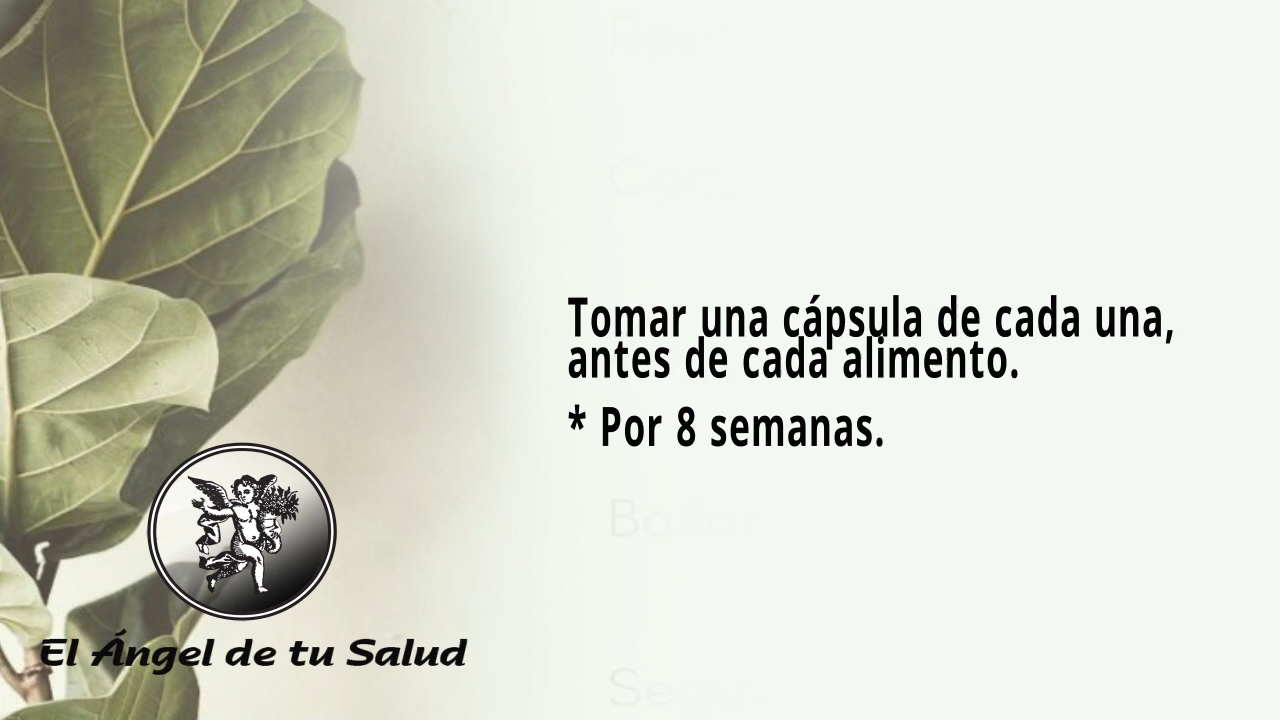 Tomar una cápsula de cada una,
antes de cada alimento.
* Por 8 semanas.
El Ángel de tu Salud